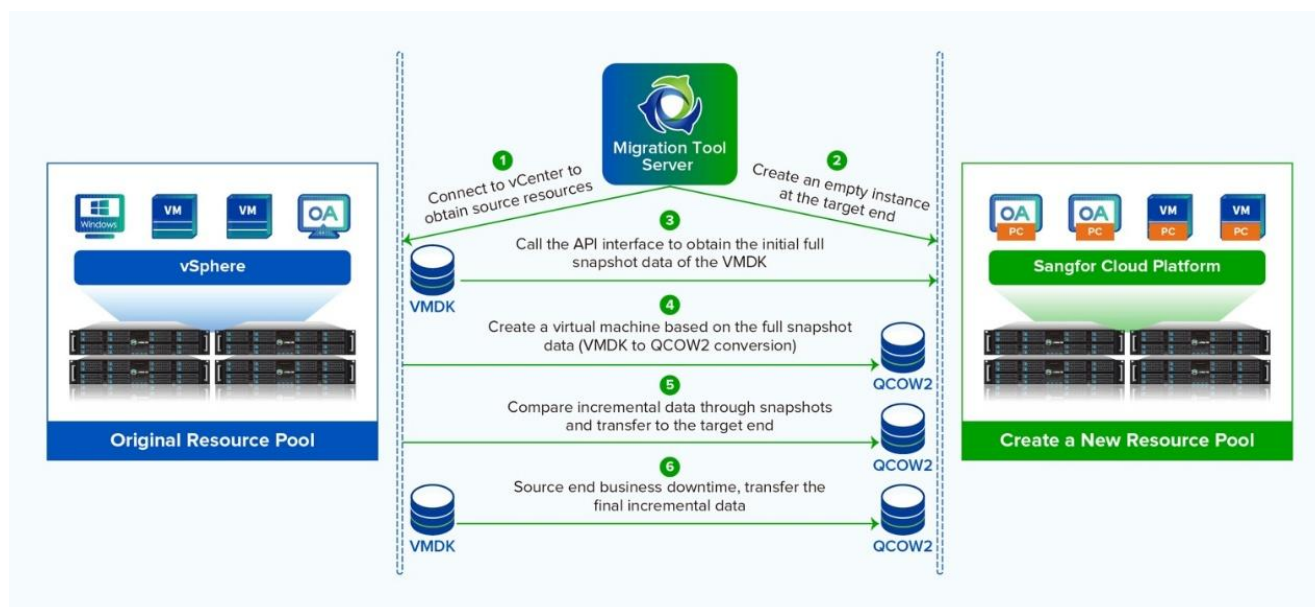 Migration Tool
Server
1
Connect to vCenter to
obtain source resources
2
Create an empty instance
at the target end
Windows
VM
VM
OA
vSphere
Original Resource Pool
3
Call the API interface to obtain the initial full
snapshot data of the VMDK
VMDK
4
Create a virtual machine based on the full snapshot
data (VMDK to QCOW2 conversion)
QCOW2
5
Compare incremental data through snapshots
and transfer to the target end
QCOW2
6
Source end business downtime, transfer the
final incremental data
VMDK
QCOW2
OA
PC
OA
PC
VM
PC
VM
PC
Sangfor Cloud Platform
Create a New Resource Pool